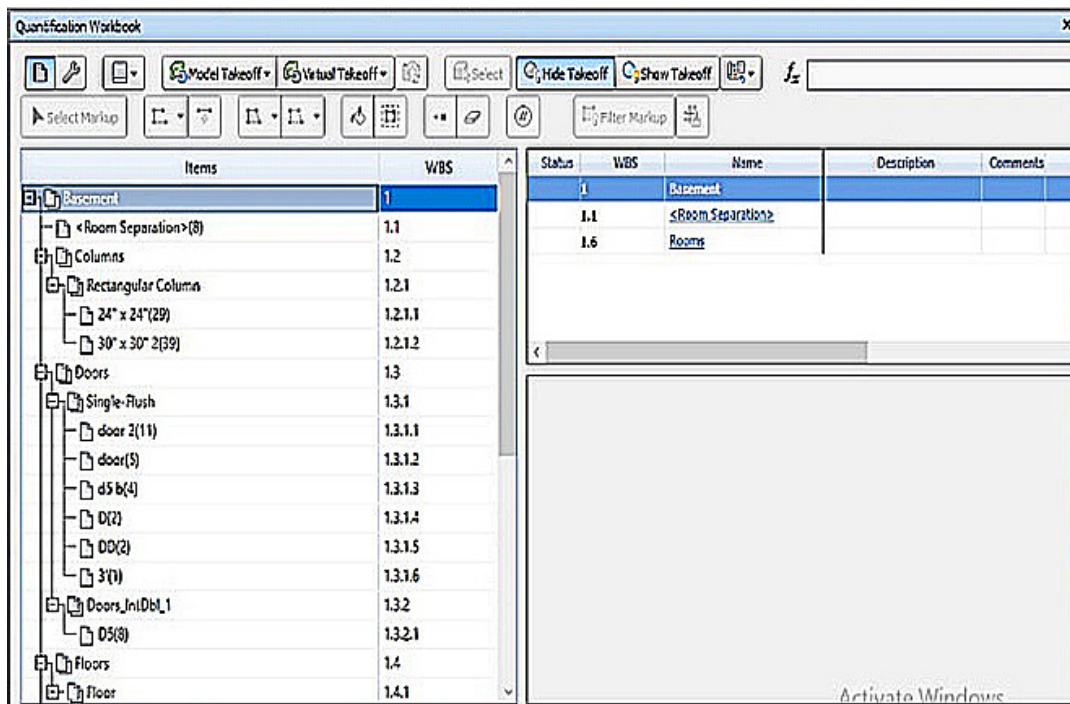 Quantification Workbook
Model Takeoff Virtual Takeoff Select Hide Takeoff Show Takeoff
Select Markup Filter Markup
Items WBS
Basement 1
<Room Separation>(8) 1.1
Columns 1.2
Rectangular Column 1.2.1
24" x 24"(29) 1.2.1.1
30" x 30" 2(39) 1.2.1.2
Doors 1.3
Single-Flush 1.3.1
door 2(11) 1.3.1.1
door(5) 1.3.1.2
d5 b(4) 1.3.1.3
D(2) 1.3.1.4
DD(2) 1.3.1.5
3'(1) 1.3.1.6
Doors_IntDbl_1 1.3.2
D5(8) 1.3.2.1
Floors 1.4
Floor 1.4.1
Status WBS Name Description Comments
1 Basement
1.1 <Room Separation>
1.6 Rooms
Activate Windows